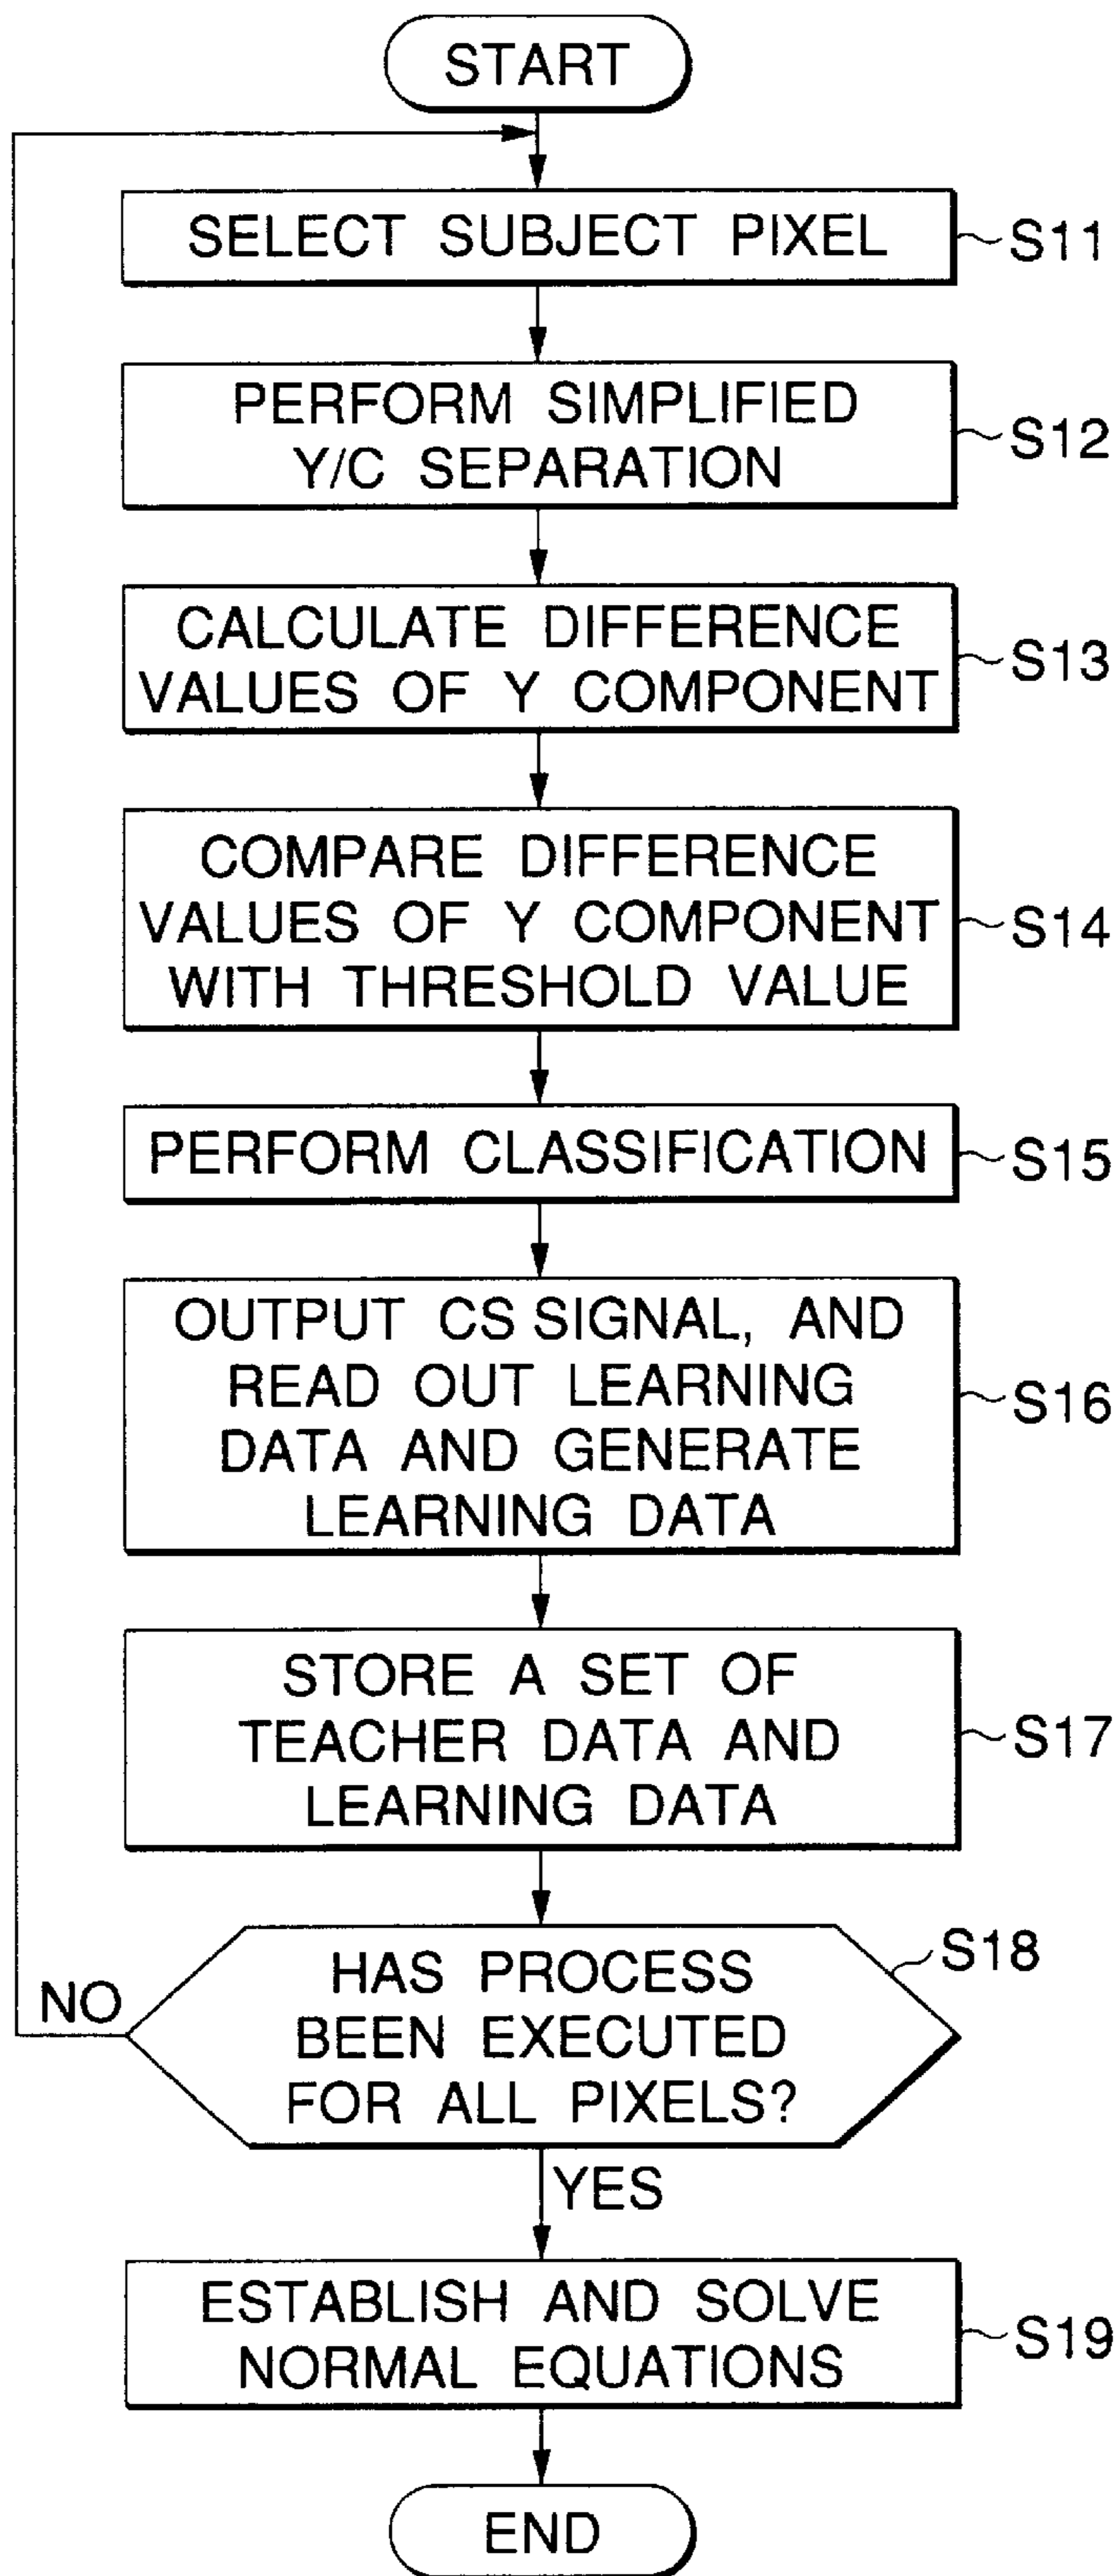 START
SELECT SUBJECT PIXEL
S11
PERFORM SIMPLIFIED
Y/C SEPARATION
S12
CALCULATE DIFFERENCE
VALUES OF Y COMPONENT
S13
COMPARE DIFFERENCE
VALUES OF Y COMPONENT
WITH THRESHOLD VALUE
S14
PERFORM CLASSIFICATION
S15
OUTPUT CS SIGNAL, AND
READ OUT LEARNING
DATA AND GENERATE
LEARNING DATA
S16
STORE A SET OF
TEACHER DATA AND
LEARNING DATA
S17
HAS PROCESS
BEEN EXECUTED
FOR ALL PIXELS?
S18
NO
YES
ESTABLISH AND SOLVE
NORMAL EQUATIONS
S19
END